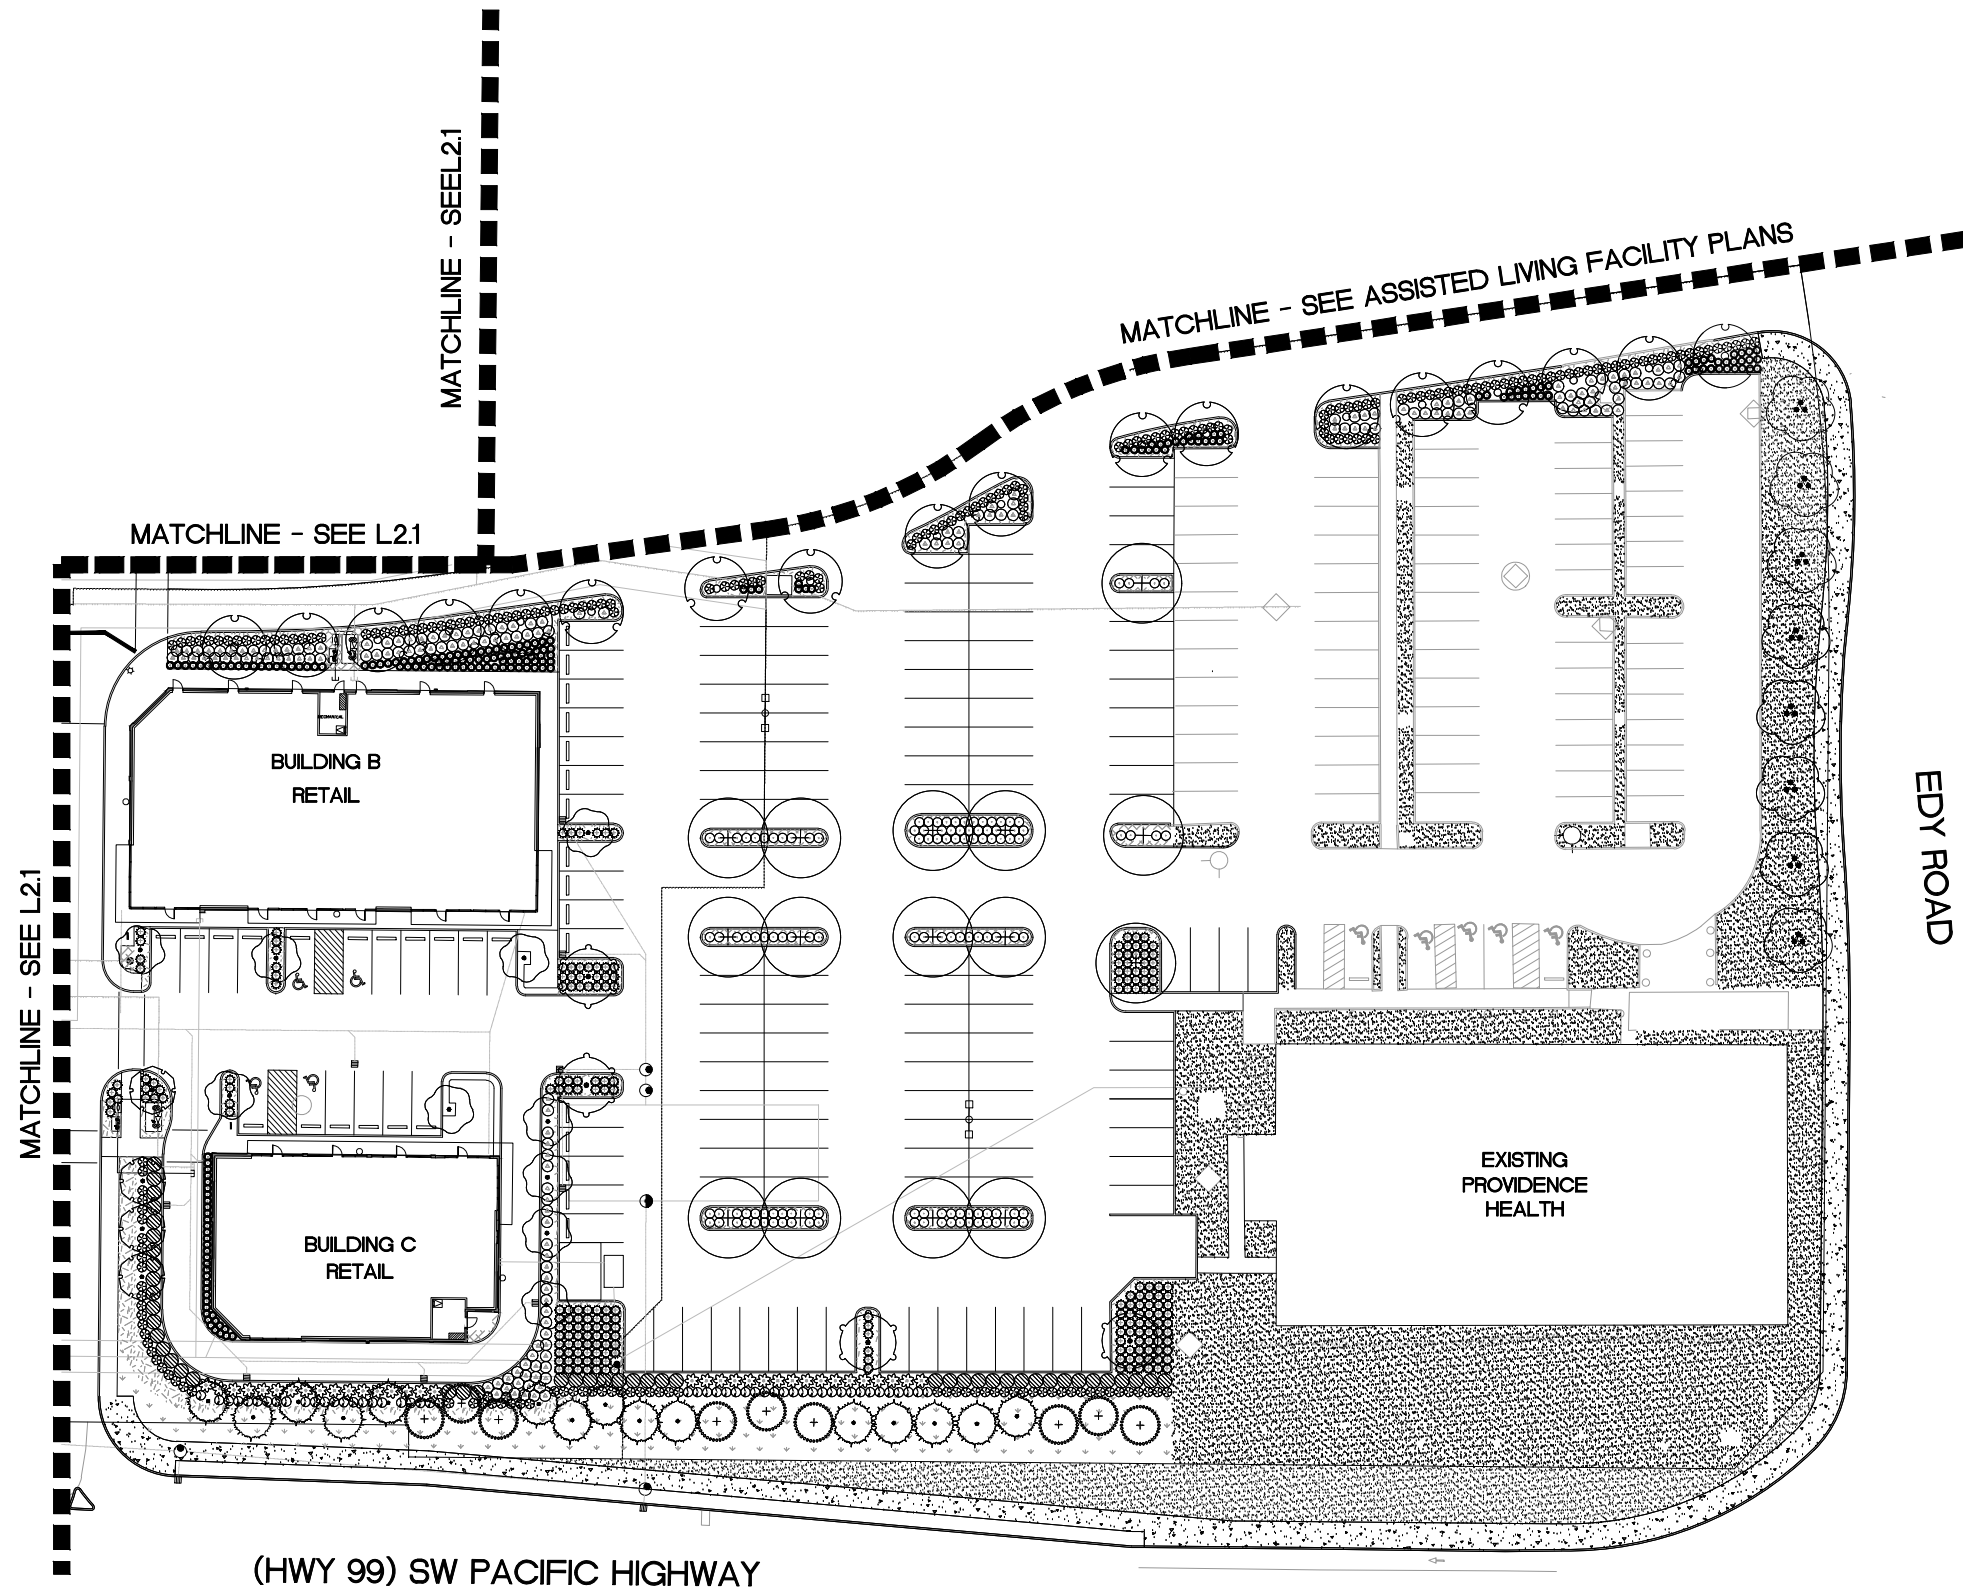 MATCHLINE - SEEL2.1
MATCHLINE - SEE ASSISTED LIVING FACILITY PLANS
MATCHLINE - SEE L2.1
MECHANICAL
BUILDING B
RETAIL
EDY ROAD
MATCHLINE - SEE L2.1
EXISTING
PROVIDENCE
HEALTH
BUILDING C
RETAIL
(HWY 99) SW PACIFIC HIGHWAY